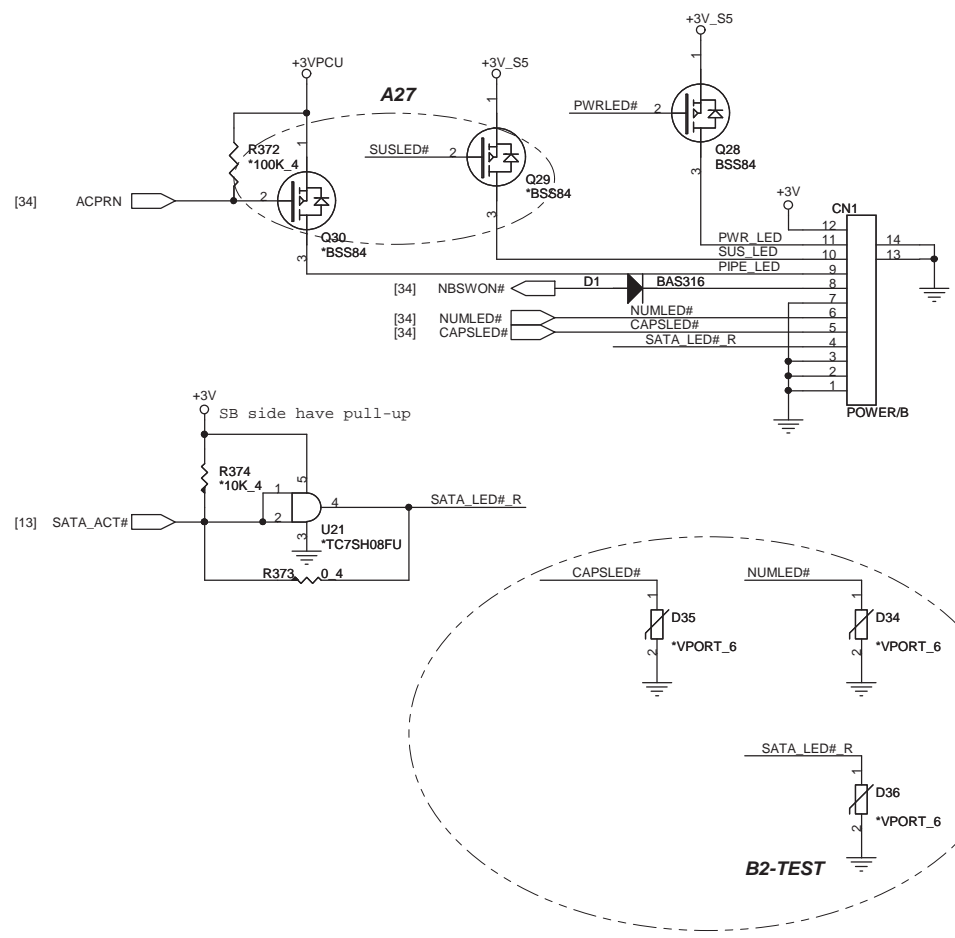 +3V_S5
+3VPCU
+3V_S5
A27
1
1
1
PWRLED# 2
R372
*100K_4
SUSLED# 2
Q28
BSS84
3
Q29
*BSS84
3
[34] ACPRN 2
Q30
*BSS84
3
+3V
CN1
12
PWR_LED 11 14
SUS_LED 10 13
PIPE_LED 9
[34] NBSWON# D1 BAS316 8
7
[34] NUMLED# NUMLED# 6
[34] CAPSLED# CAPSLED# 5
SATA_LED#_R 4
3
2
1
POWER/B
+3V
SB side have pull-up
R374
*10K_4
5
1
4 SATA_LED#_R
[13] SATA_ACT# 2
3
U21
*TC7SH08FU
R373 0_4
CAPSLED# NUMLED#
1 1
D35 D34
*VPORT_6 *VPORT_6
2 2
SATA_LED#_R
1
D36
*VPORT_6
2
B2-TEST